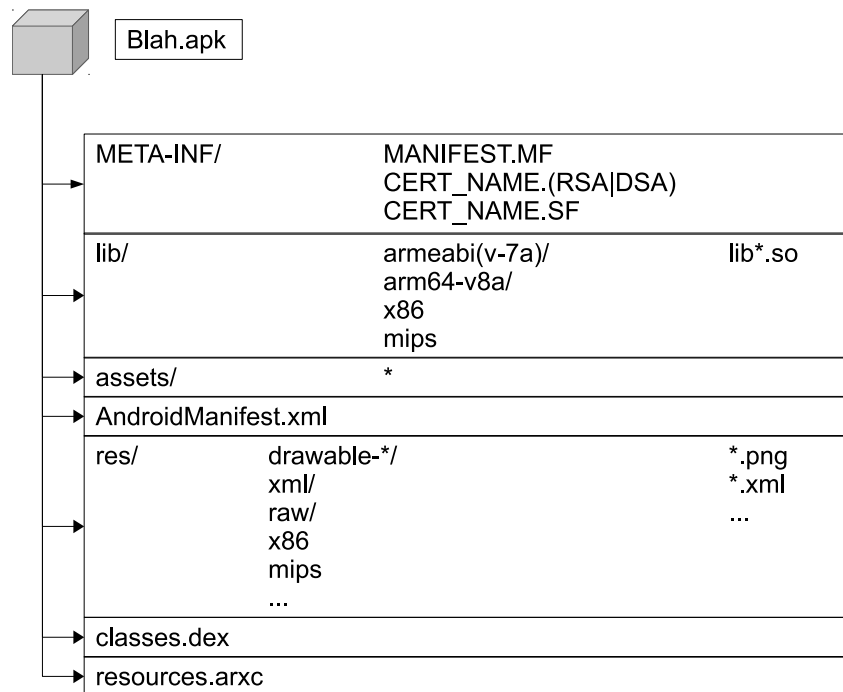 Blah.apk
META-INF/ MANIFEST.MF
CERT_NAME.(RSA|DSA)
CERT_NAME.SF
lib/ armeabi(v-7a)/ lib*.so
arm64-v8a/
x86
mips
assets/ *
AndroidManifest.xml
res/ drawable-*/ *.png
xml/ *.xml
raw/ ...
x86
mips
...
classes.dex
resources.arxc